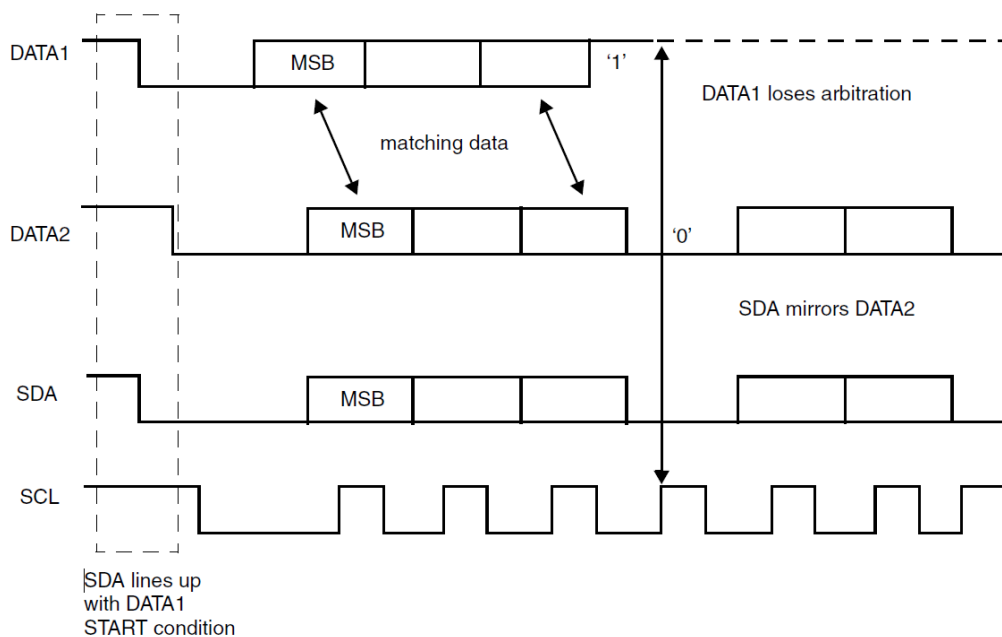 DATA1
MSB
‘1’
DATA1 loses arbitration
matching data
DATA2
MSB
‘0’
SDA mirrors DATA2
SDA
MSB
SCL
SDA lines up
with DATA1
START condition